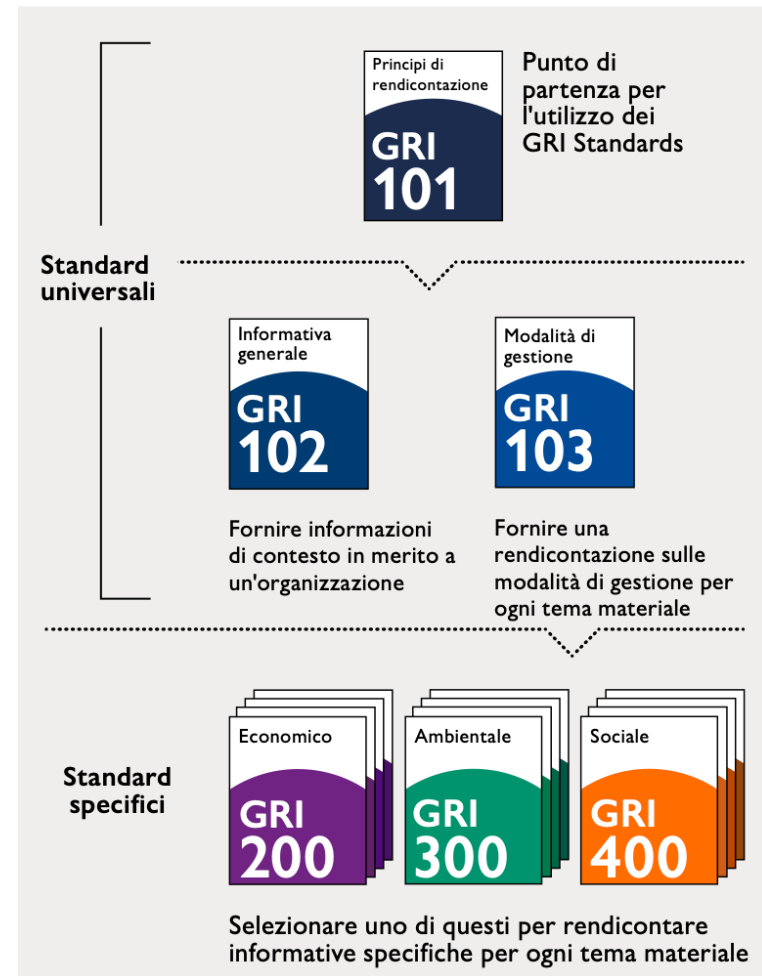 Principi di
rendicontazione
GRI
101
Punto di
partenza per
l'utilizzo dei
GRI Standards
Standard
universali
Informativa
generale
GRI
102
Modalità di
gestione
GRI
103
Fornire informazioni
di contesto in merito a
un'organizzazione
Fornire una
rendicontazione sulle
modalità di gestione per
ogni tema materiale
Standard
specifici
Economico
GRI
200
Ambientale
GRI
300
Sociale
GRI
400
Selezionare uno di questi per rendicontare
informative specifiche per ogni tema materiale